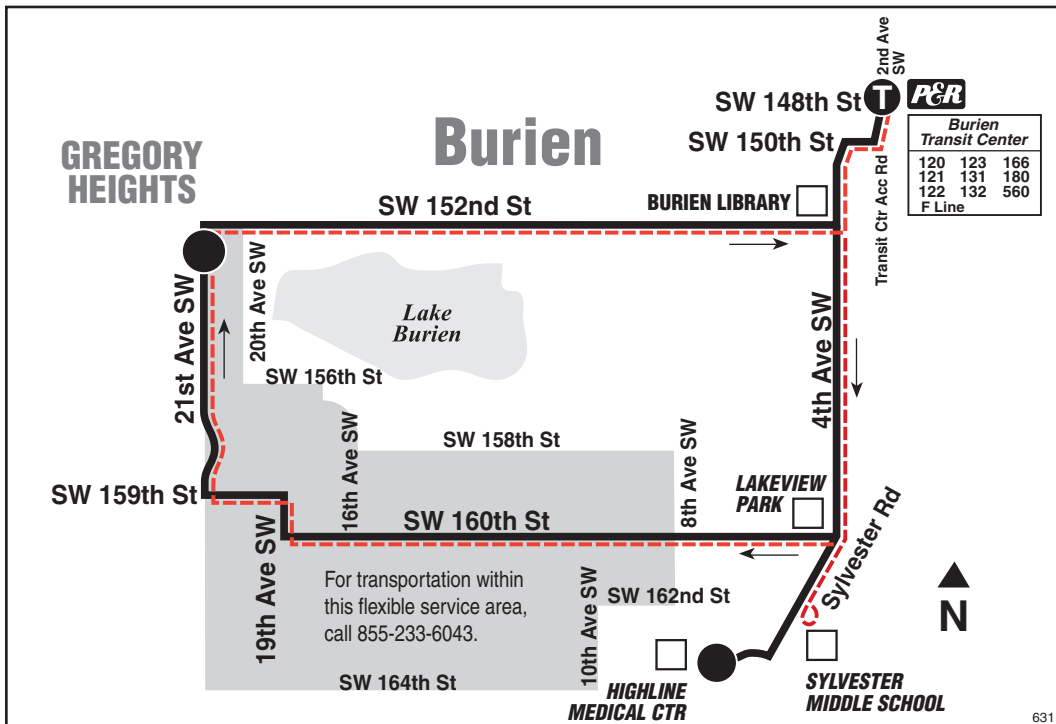 2nd Ave
SW
SW 148th St
T
P&R
SW 150th St
Burien
Transit Center
120 123 166
121 131 180
122 132 560
F Line
Burien
GREGORY
HEIGHTS
BURIEN LIBRARY
Transit Ctr Acc Rd
SW 152nd St
20th Ave SW
21st Ave SW
Lake
Burien
4th Ave SW
SW 156th St
16th Ave SW
SW 158th St
8th Ave SW
LAKEVIEW
PARK
SW 159th St
SW 160th St
Sylvester Rd
19th Ave SW
For transportation within
this flexible service area,
call 855-233-6043.
10th Ave SW
SW 162nd St
N
SW 164th St
HIGHLINE
MEDICAL CTR
SYLVESTER
MIDDLE SCHOOL
631